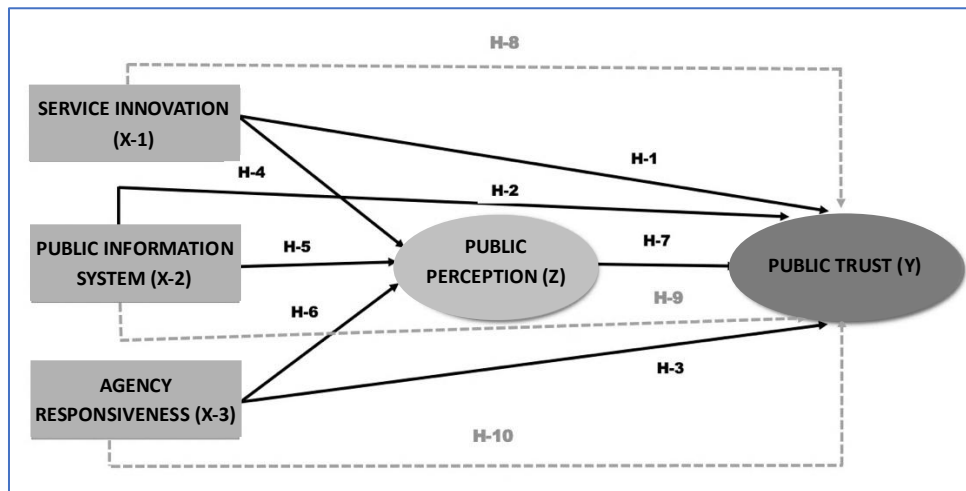 H-8
SERVICE INNOVATION
(X-1)
H-1
H-4
H-2
PUBLIC INFORMATION
SYSTEM (X-2)
H-5
PUBLIC
PERCEPTION (Z)
H-7
PUBLIC TRUST (Y)
H-9
H-6
AGENCY
RESPONSIVENESS (X-3)
H-3
H-10